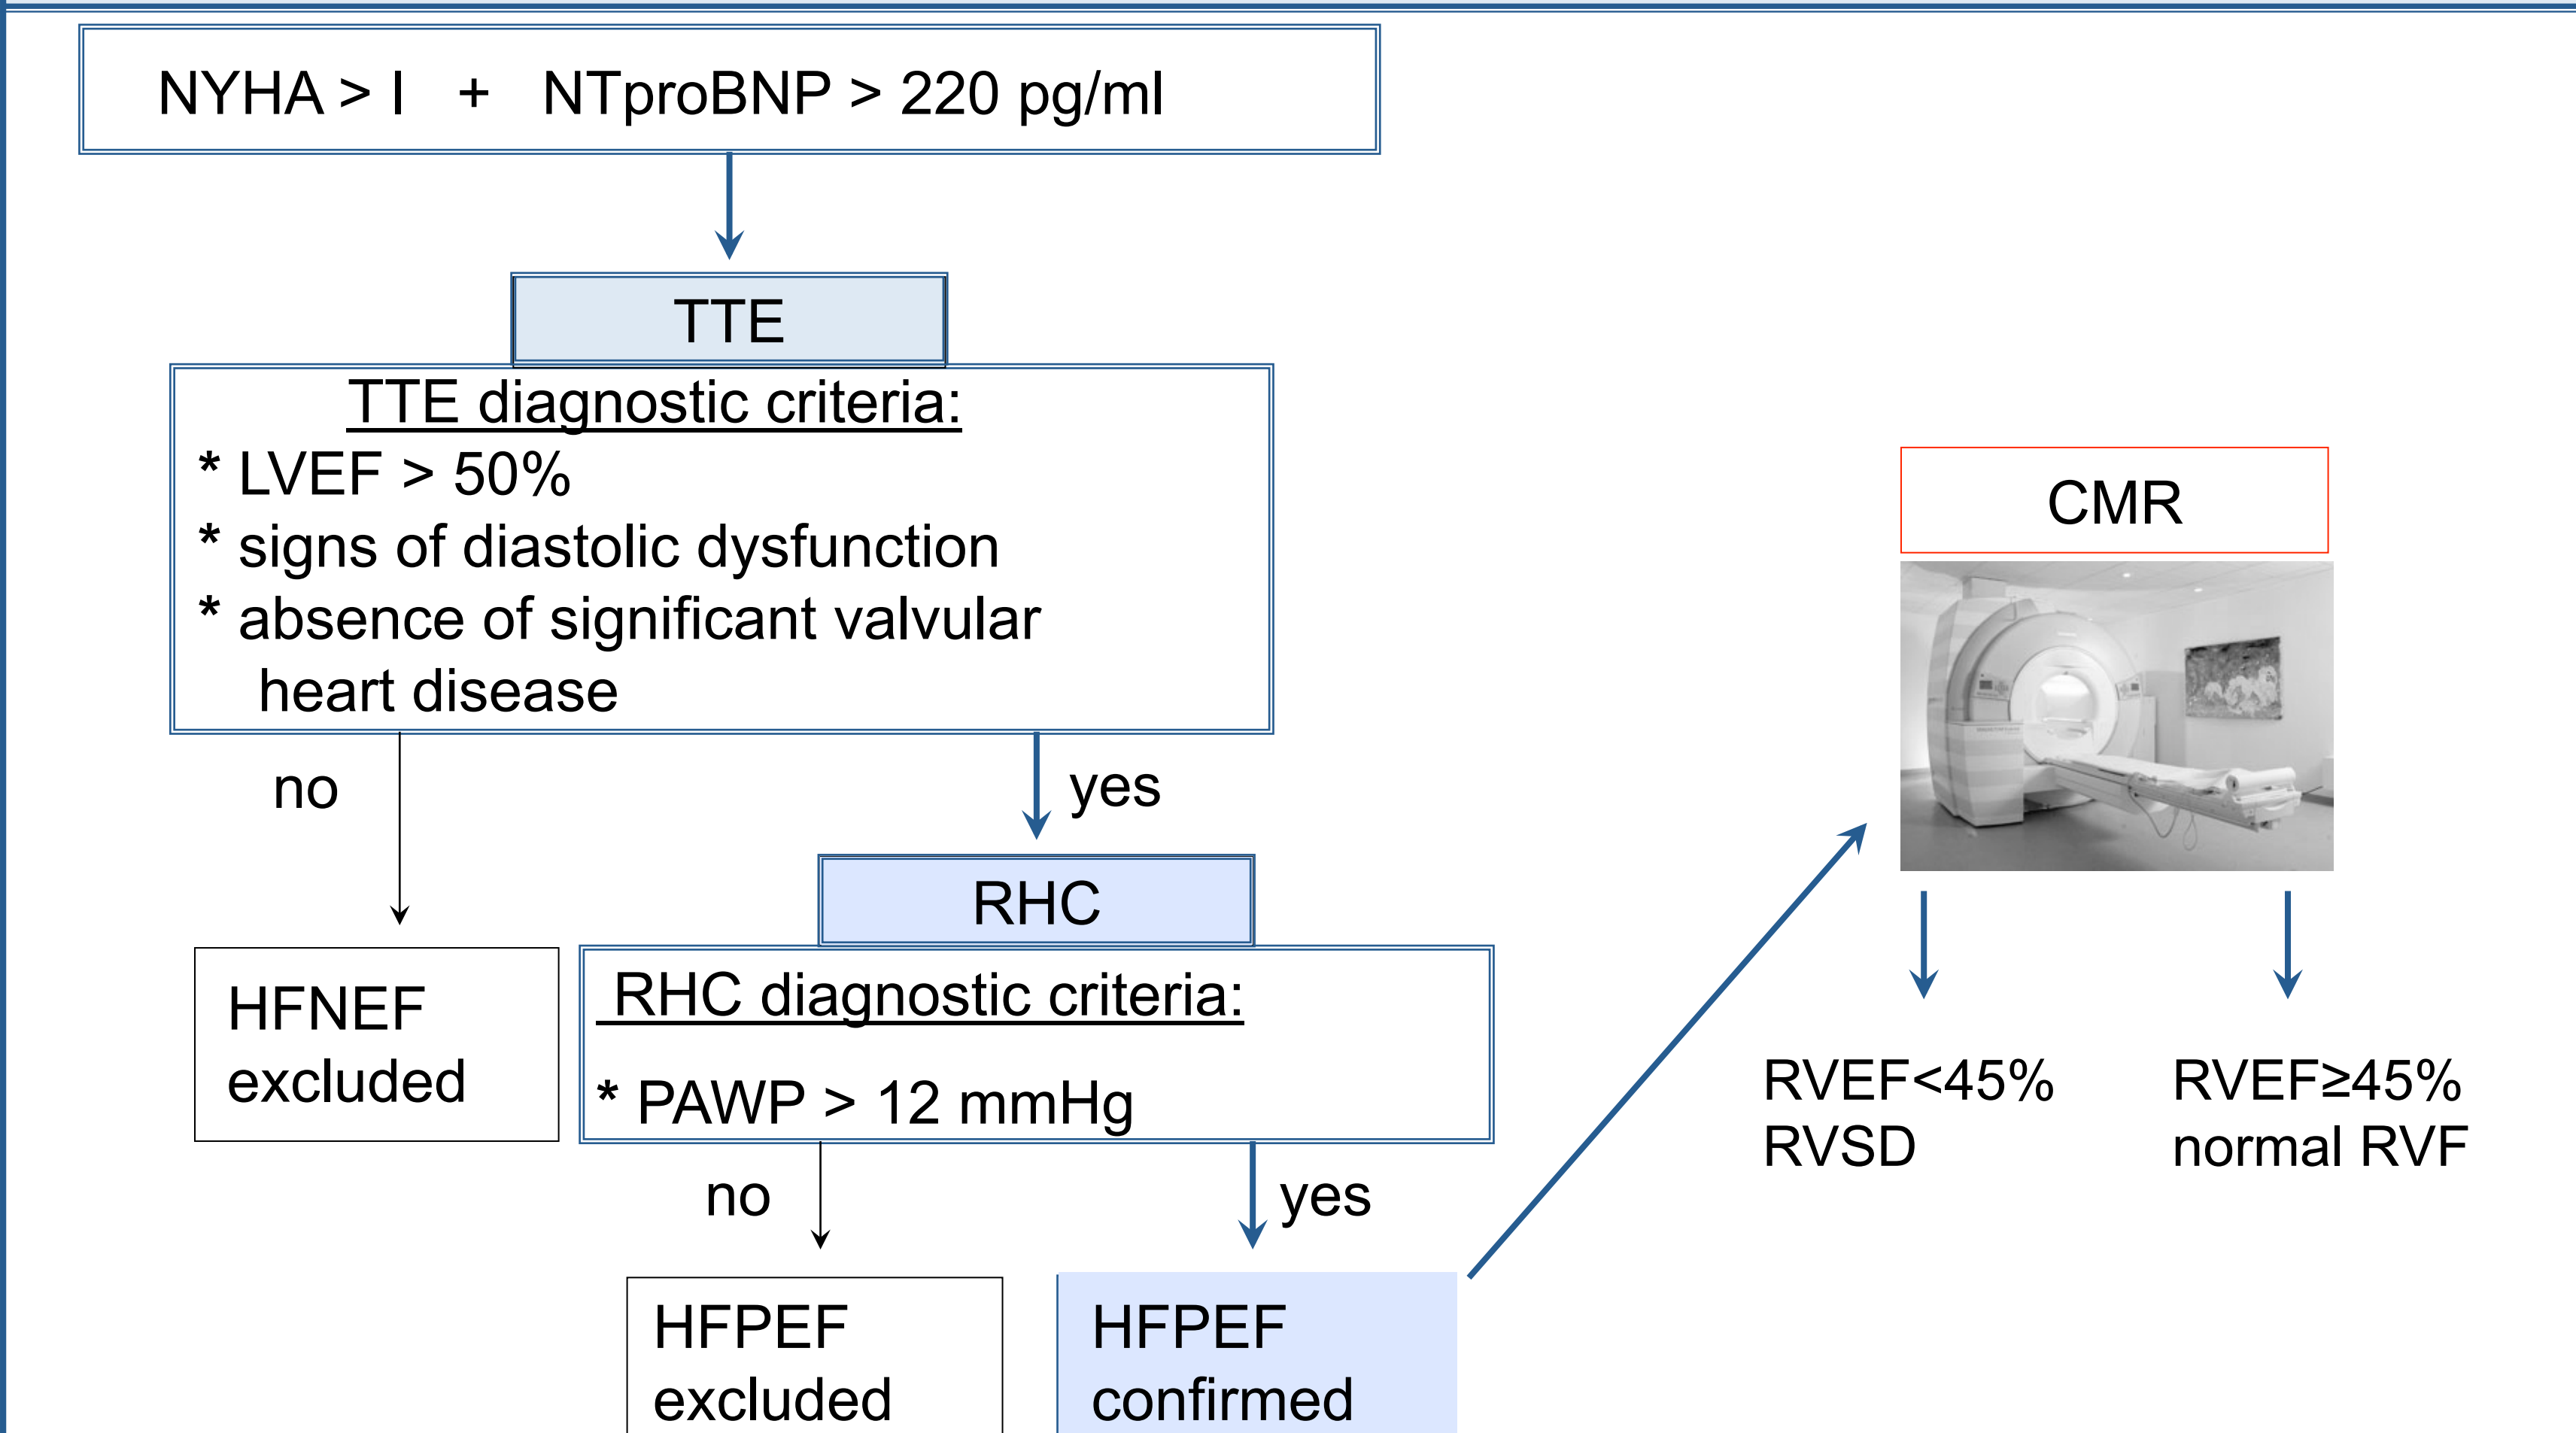 NYHA > I + NTproBNP > 220 pg/ml
TTE
TTE diagnostic criteria:
* LVEF > 50%
* signs of diastolic dysfunction
* absence of significant valvular
heart disease
no
yes
RHC
HFNEF
excluded
RHC diagnostic criteria:
* PAWP > 12 mmHg
no
yes
HFPEF
excluded
HFPEF
confirmed
CMR
RVEF<45%
RVSD
RVEF≥45%
normal RVF